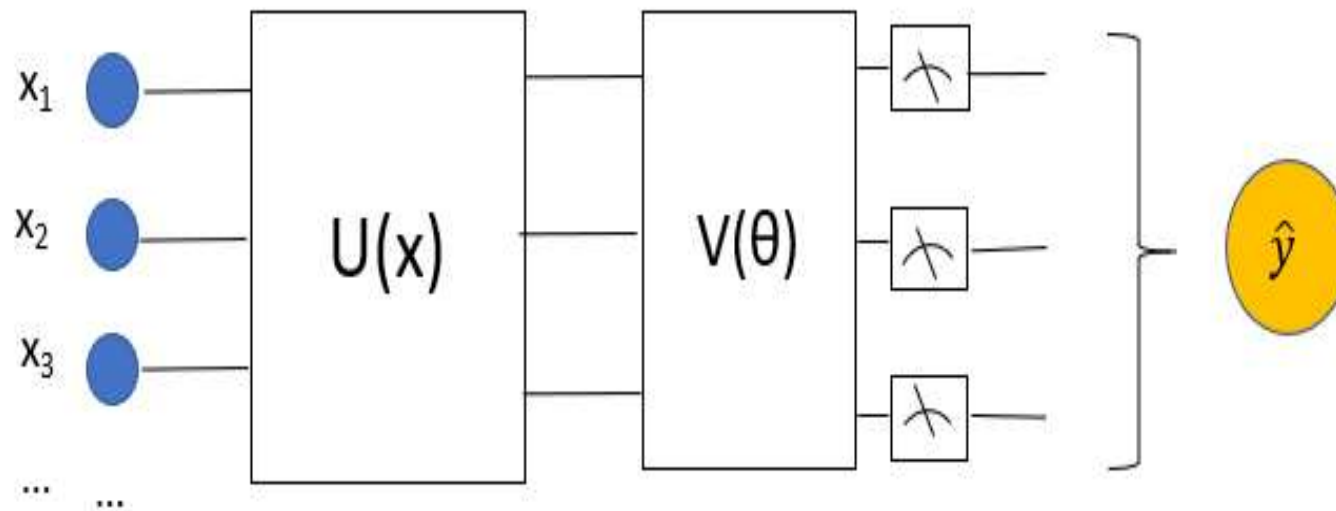 x₁
x₂
x₃
... ...
U(x)
V(θ)
ŷ